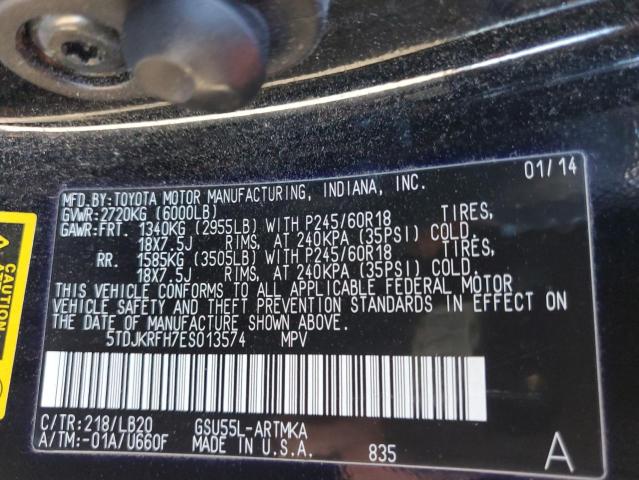 01/14
MFD.BY:TOYOTA MOTOR MANUFACTURING, INDIANA, INC.
GVWR:2720KG (6000LB)
GAWR:FRT. 1340KG (2955LB) WITH P245/60R18 TIRES,
18X7.5J RIMS, AT 240KPA (35PSI) COLD.
RR. 1585KG (3505LB) WITH P245/60R18 TIRES,
18X7.5J RIMS, AT 240KPA (35PSI) COLD.
THIS VEHICLE CONFORMS TO ALL APPLICABLE FEDERAL MOTOR
VEHICLE SAFETY AND THEFT PREVENTION STANDARDS IN EFFECT ON
THE DATE OF MANUFACTURE SHOWN ABOVE.
5TDJKRFH7ES013574 MPV
C/TR:218/LB20 GSU55L-ARTMKA
A/TM:-01A/U660F MADE IN U.S.A. 835 A
CAUTION